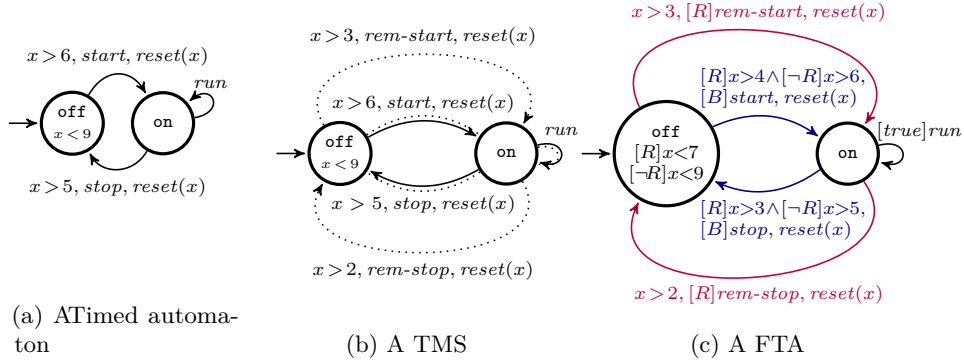 x > 6, start, reset(x)
off
x < 9
on
run
x > 5, stop, reset(x)
(a) ATimed automa-
ton
x > 3, rem-start, reset(x)
x > 6, start, reset(x)
off
x < 9
on
run
x > 5, stop, reset(x)
x > 2, rem-stop, reset(x)
(b) A TMS
x > 3, [R]rem-start, reset(x)
[R]x>4∧[¬R]x>6,
[B]start, reset(x)
off
[R]x<7
[¬R]x<9
on
[true]run
[R]x>3∧[¬R]x>5,
[B]stop, reset(x)
x > 2, [R]rem-stop, reset(x)
(c) A FTA